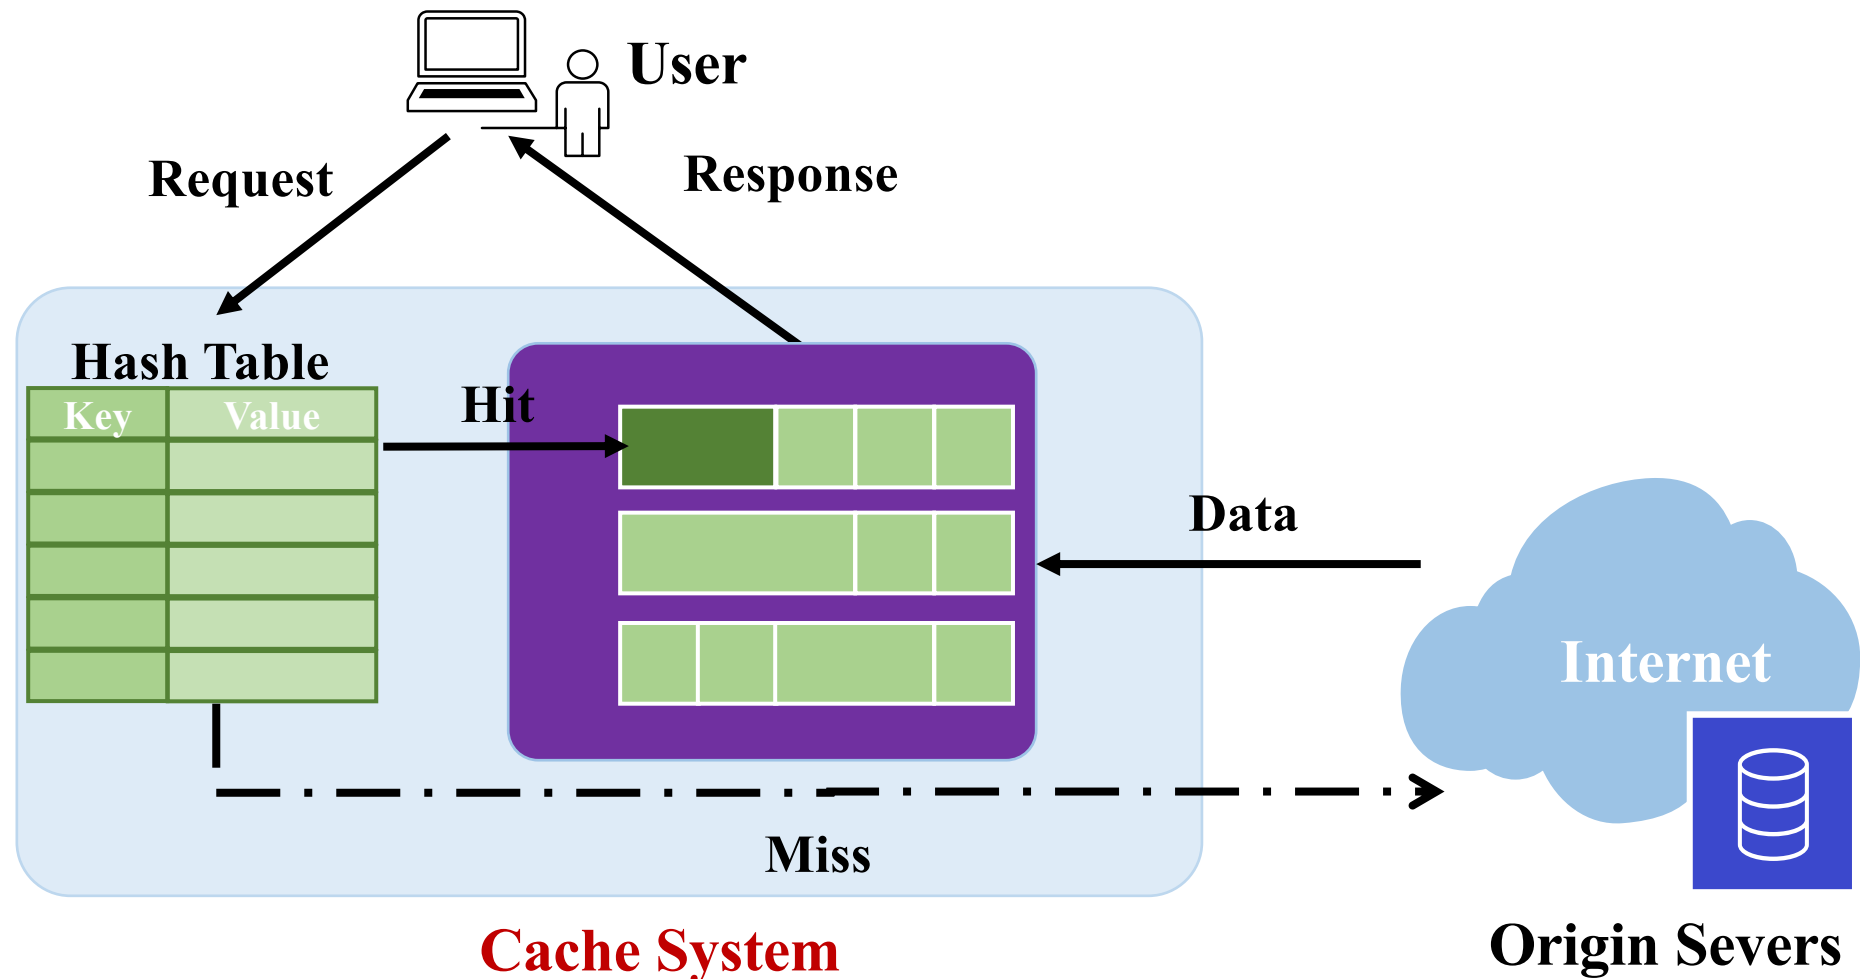 User
Request
Response
Hash Table
Key Value
Hit
Data
Internet
Miss
Cache System
Origin Severs